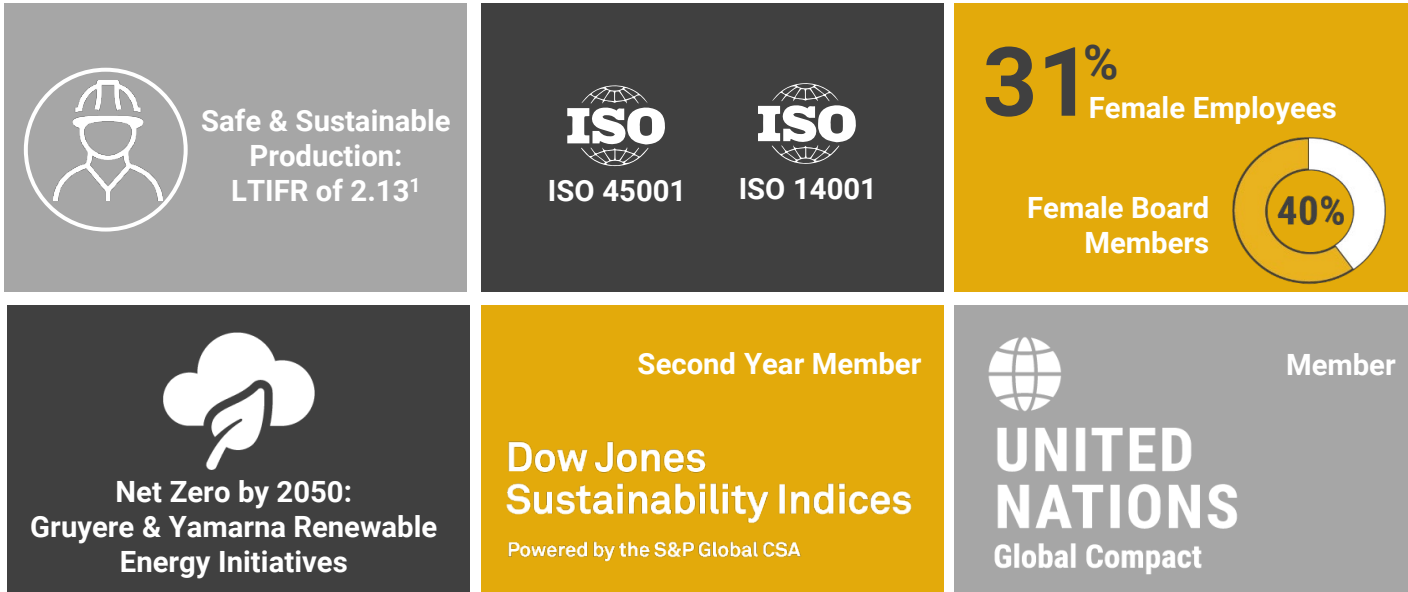 Safe & Sustainable
Production:
LTIFR of 2.13¹
ISO
ISO 45001
ISO
ISO 14001
31%
Female Employees
Female Board
Members
40%
Net Zero by 2050:
Gruyere & Yamarna Renewable
Energy Initiatives
Second Year Member
Dow Jones
Sustainability Indices
Powered by the S&P Global CSA
Member
UNITED
NATIONS
Global Compact